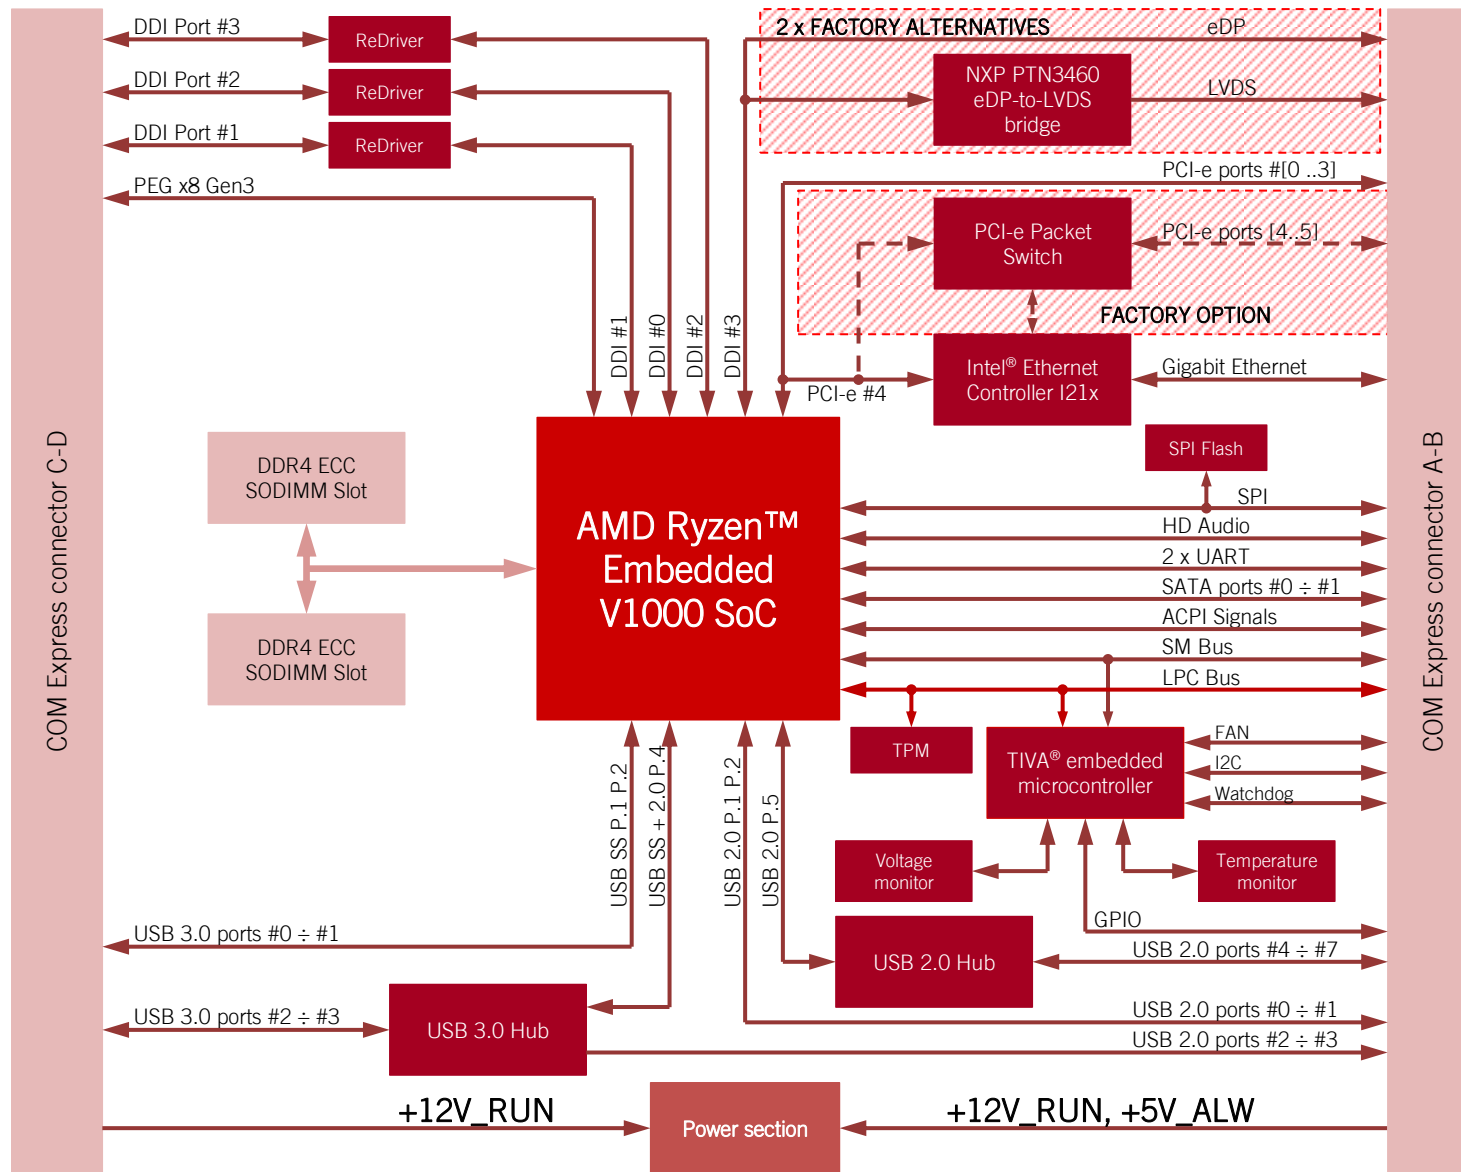 DDI Port #3
ReDriver
DDI Port #2
ReDriver
DDI Port #1
ReDriver
PEG x8 Gen3
2 x FACTORY ALTERNATIVES
eDP
NXP PTN3460
eDP-to-LVDS
bridge
LVDS
PCI-e ports #[0 ..3]
PCI-e Packet
Switch
PCI-e ports [4..5]
FACTORY OPTION
DDI #1
DDI #0
DDI #2
DDI #3
PCI-e #4
Intel® Ethernet
Controller I21x
Gigabit Ethernet
COM Express connector C-D
COM Express connector A-B
DDR4 ECC
SODIMM Slot
DDR4 ECC
SODIMM Slot
AMD Ryzen™
Embedded
V1000 SoC
SPI Flash
SPI
HD Audio
2 x UART
SATA ports #0 ÷ #1
ACPI Signals
SM Bus
LPC Bus
TPM
TIVA® embedded
microcontroller
FAN
I2C
Watchdog
Voltage
monitor
Temperature
monitor
GPIO
USB SS P.1 P.2
USB SS + 2.0 P.4
USB 2.0 P.1 P.2
USB 2.0 P.5
USB 3.0 ports #0 ÷ #1
USB 2.0 Hub
USB 2.0 ports #4 ÷ #7
USB 3.0 ports #2 ÷ #3
USB 3.0 Hub
USB 2.0 ports #0 ÷ #1
USB 2.0 ports #2 ÷ #3
+12V_RUN
Power section
+12V_RUN, +5V_ALW